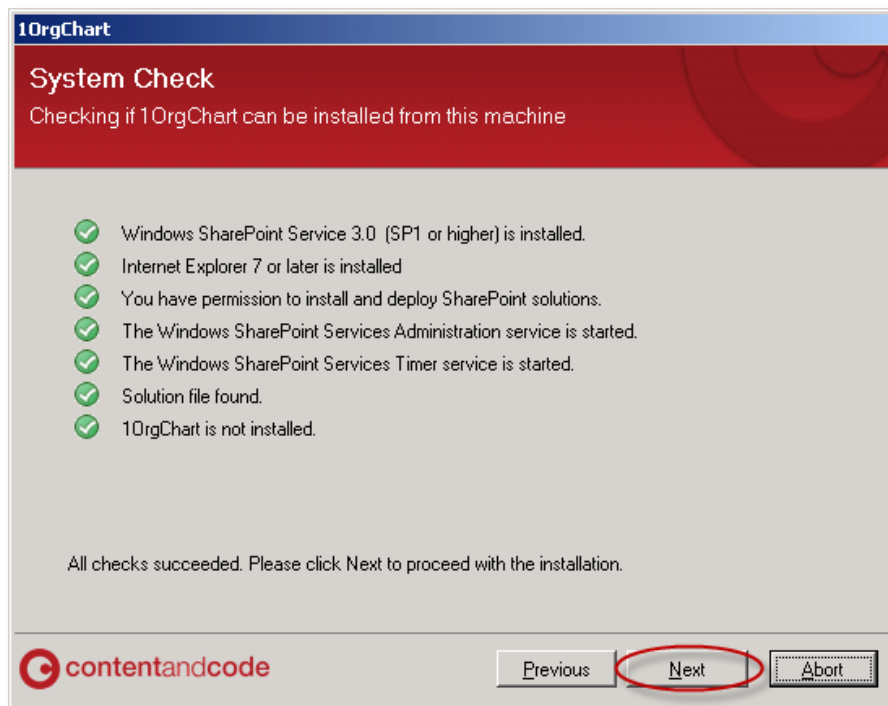 1OrgChart
System Check
Checking if 1OrgChart can be installed from this machine
Windows SharePoint Service 3.0 (SP1 or higher) is installed.
Internet Explorer 7 or later is installed
You have permission to install and deploy SharePoint solutions.
The Windows SharePoint Services Administration service is started.
The Windows SharePoint Services Timer service is started.
Solution file found.
1OrgChart is not installed.
All checks succeeded. Please click Next to proceed with the installation.
contentandcode
Previous
Next
Abort